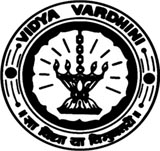 VIDYA VARDHINI
॥ सा विद्या या विमुक्तये ॥